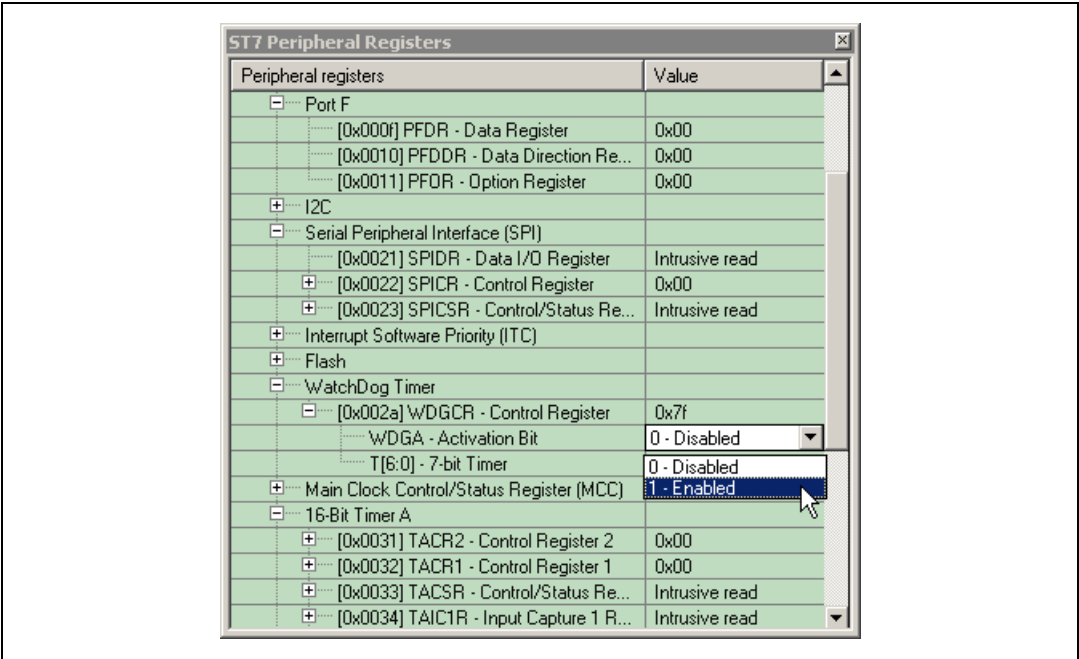 ST7 Peripheral Registers
Peripheral registers Value
Port F
[0x000f] PFDR - Data Register 0x00
[0x0010] PFDDR - Data Direction Re... 0x00
[0x0011] PFOR - Option Register 0x00
I2C
Serial Peripheral Interface (SPI)
[0x0021] SPIDR - Data I/O Register Intrusive read
[0x0022] SPICR - Control Register 0x00
[0x0023] SPICSR - Control/Status Re... Intrusive read
Interrupt Software Priority (ITC)
Flash
WatchDog Timer
[0x002a] WDGCR - Control Register 0x7f
WDGA - Activation Bit 0 - Disabled
T[6:0] - 7-bit Timer 0 - Disabled
Main Clock Control/Status Register (MCC) 1 - Enabled
16-Bit Timer A
[0x0031] TACR2 - Control Register 2 0x00
[0x0032] TACR1 - Control Register 1 0x00
[0x0033] TACSR - Control/Status Re... Intrusive read
[0x0034] TAIC1R - Input Capture 1 R... Intrusive read